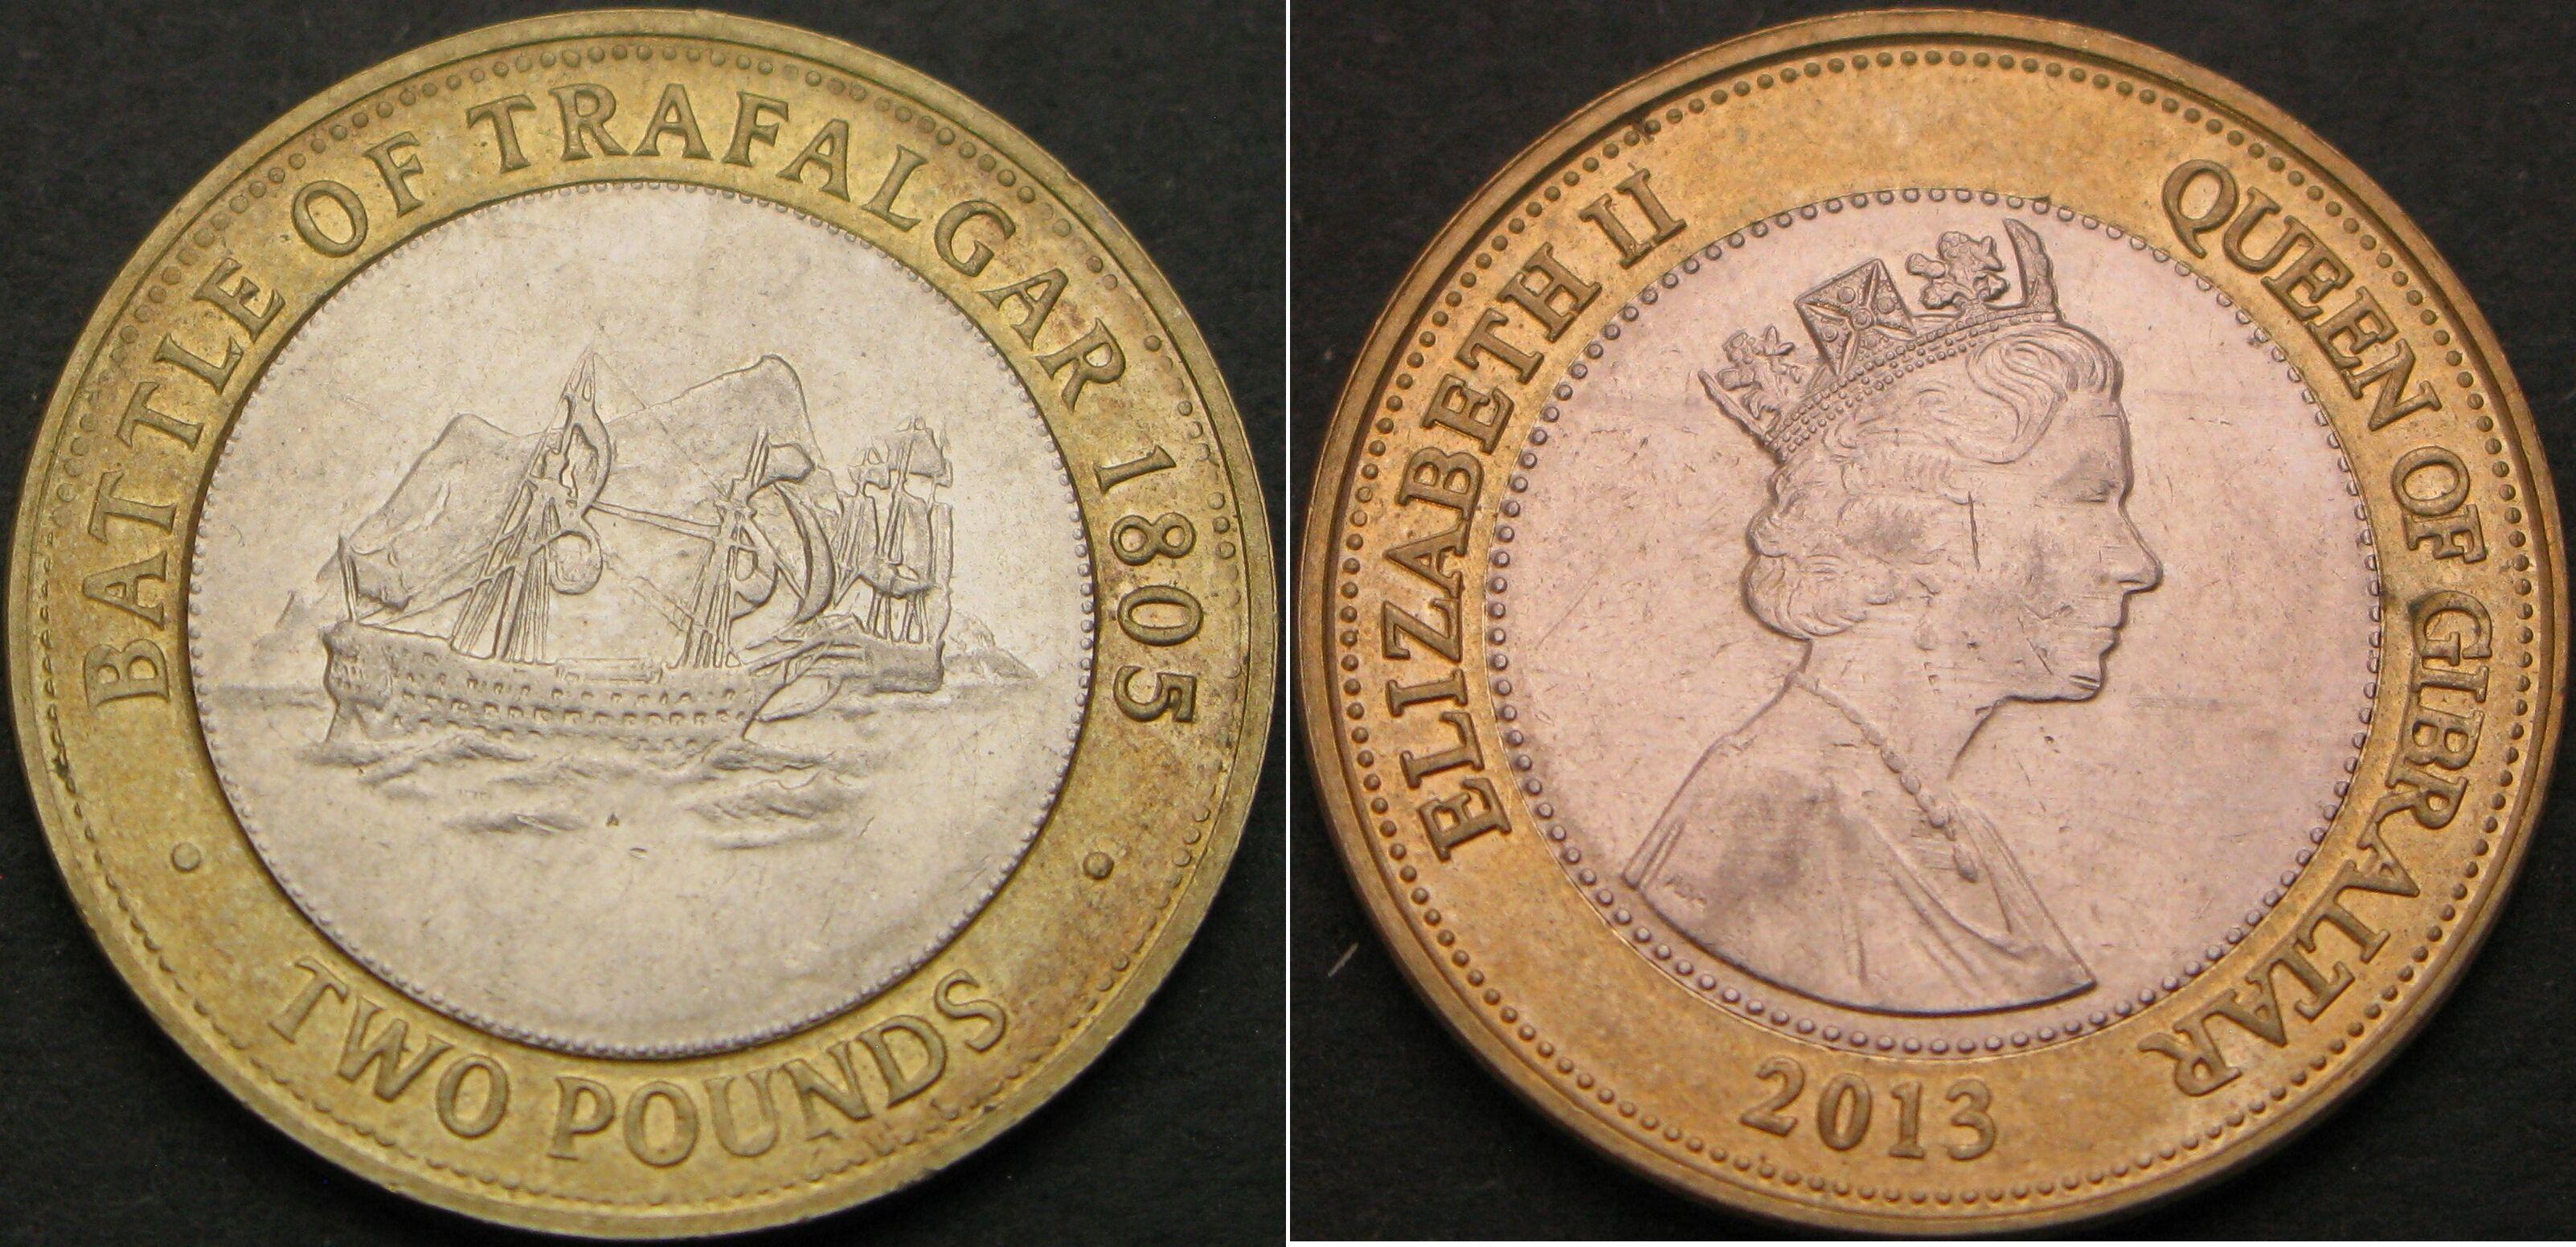 BATTLE OF TRAFALGAR 1805
TWO POUNDS
ELIZABETH II
QUEEN OF GIBRALTAR
2013